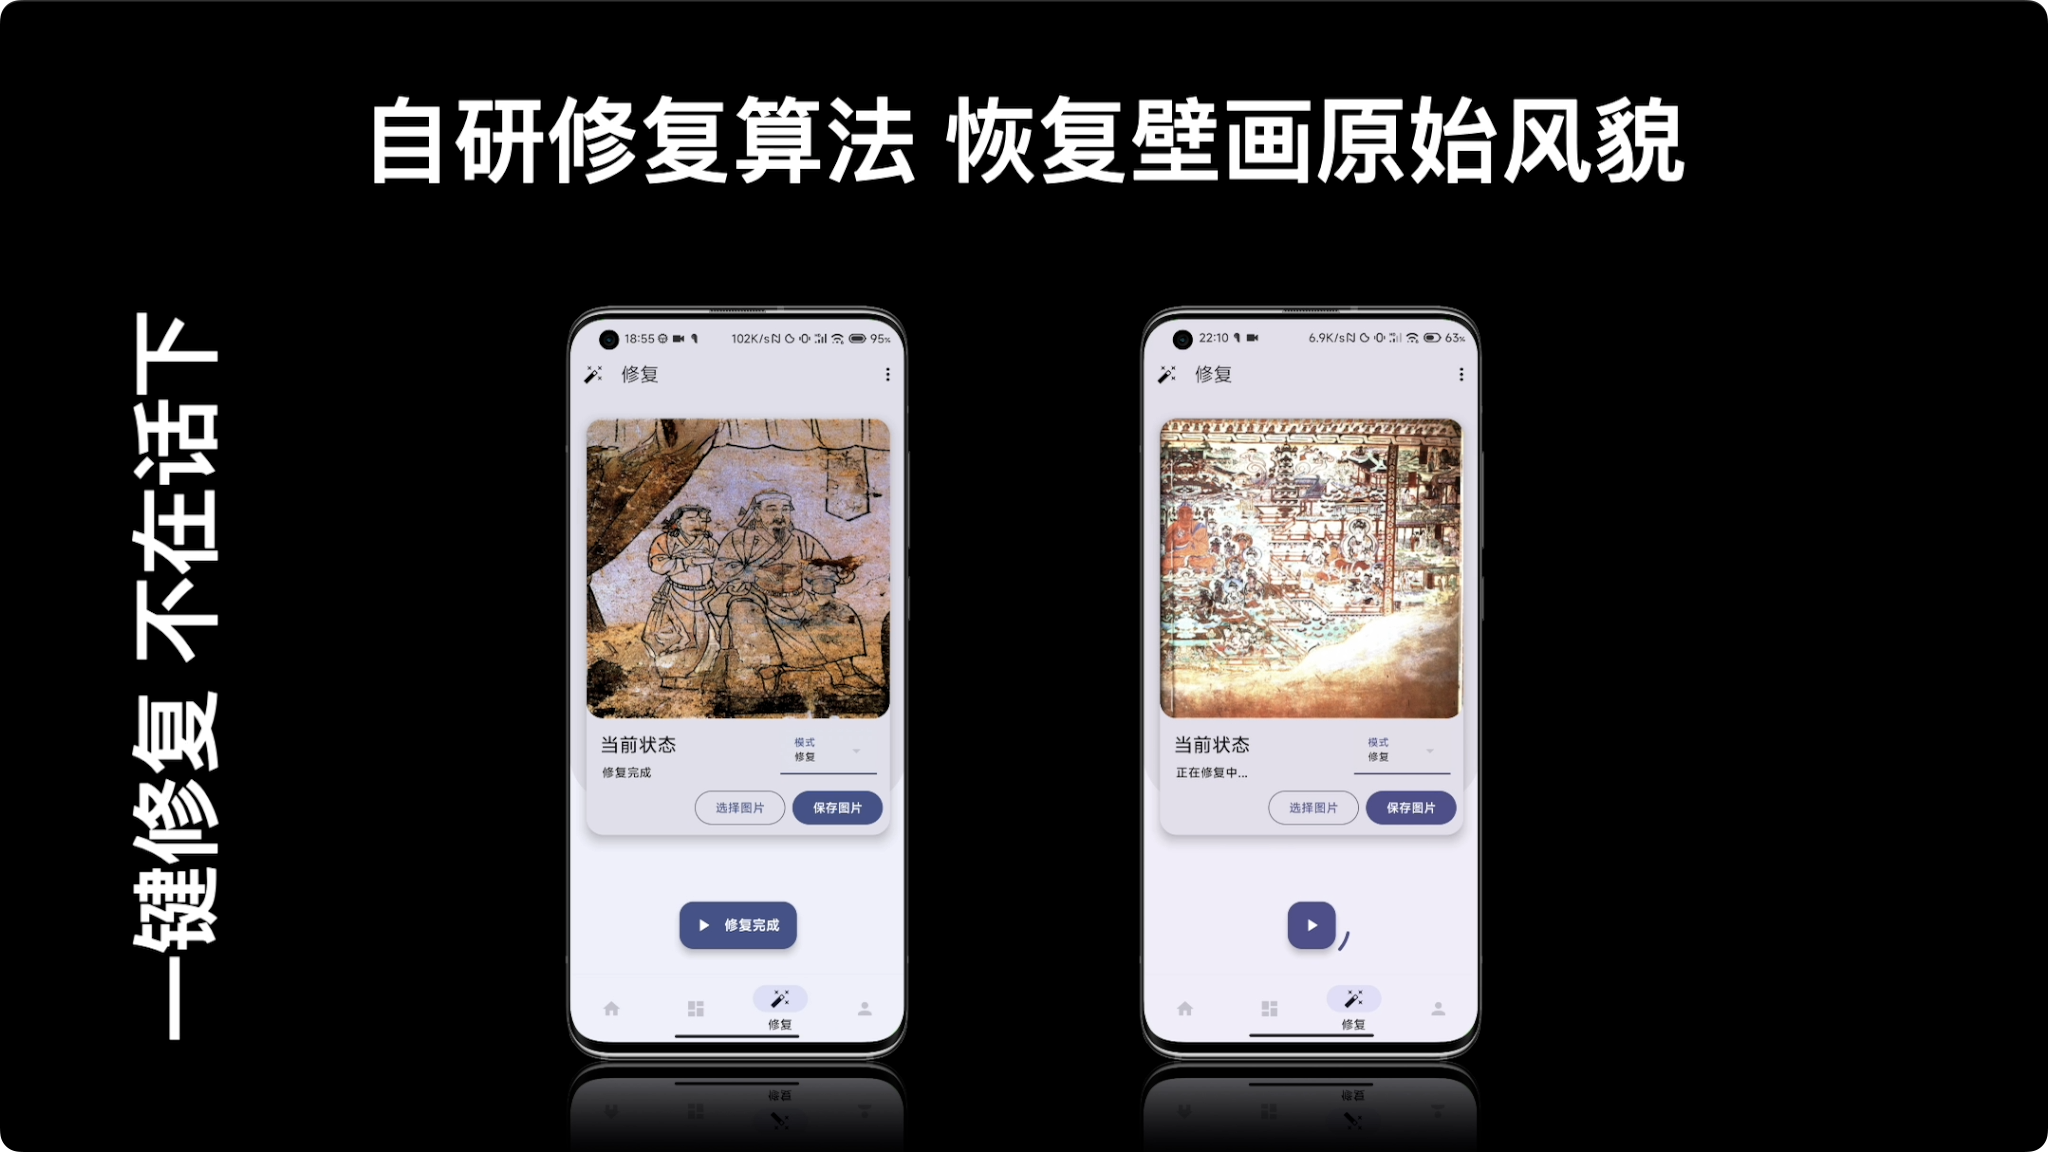 自研修复算法 恢复壁画原始风貌
一键修复 不在话下
18:55 102K/s 95%
修复
当前状态
修复完成
模式
修复
选择图片
保存图片
修复完成
修复
22:10 6.9K/s 63%
修复
当前状态
正在修复中...
模式
修复
选择图片
保存图片
修复